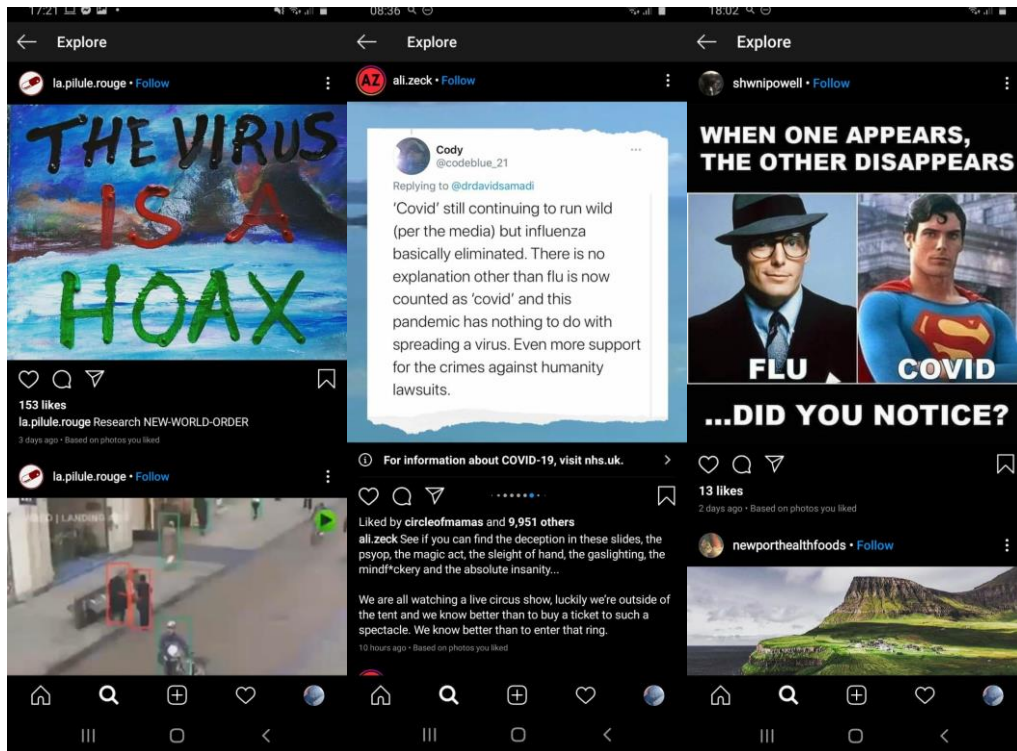 17:21
Explore
la.pilule.rouge • Follow
THE VIRUS
IS A
HOAX
153 likes
la.pilule.rouge Research NEW-WORLD-ORDER
3 days ago • Based on photos you liked
la.pilule.rouge • Follow
08:36
Explore
AZ
ali.zeck • Follow
Cody
@codeblue_21
Replying to @drdavidsamadi
'Covid' still continuing to run wild
(per the media) but influenza
basically eliminated. There is no
explanation other than flu is now
counted as 'covid' and this
pandemic has nothing to do with
spreading a virus. Even more support
for the crimes against humanity
lawsuits.
For information about COVID-19, visit nhs.uk.
Liked by circleofmamas and 9,951 others
ali.zeck See if you can find the deception in these slides, the
psyop, the magic act, the sleight of hand, the gaslighting, the
mindf*ckery and the absolute insanity...
We are all watching a live circus show, luckily we're outside of
the tent and we know better than to buy a ticket to such a
spectacle. We know better than to enter that ring.
10 hours ago • Based on photos you liked
18:02
Explore
shwnipowell • Follow
WHEN ONE APPEARS,
THE OTHER DISAPPEARS
FLU
COVID
...DID YOU NOTICE?
13 likes
2 days ago • Based on photos you liked
newporthealthfoods • Follow